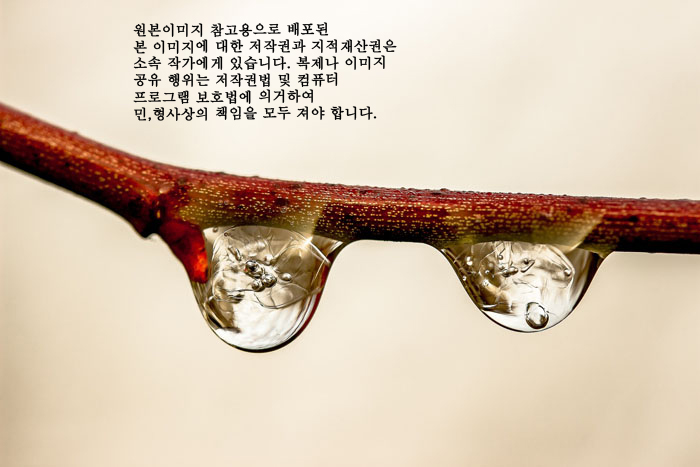 원본이미지 참고용으로 배포된
본 이미지에 대한 저작권과 지적재산권은
소속 작가에게 있습니다. 복제나 이미지
공유 행위는 저작권법 및 컴퓨터
프로그램 보호법에 의거하여
민,형사상의 책임을 모두 져야 합니다.